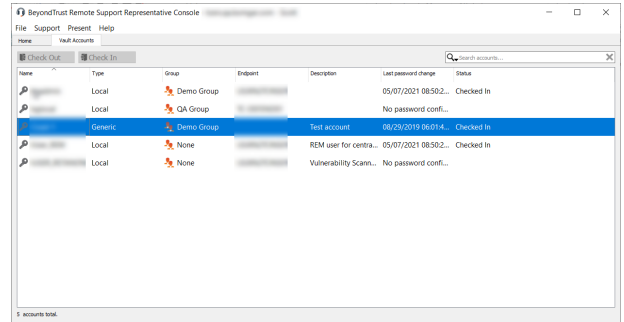 BeyondTrust Remote Support Representative Console
File Support Present Help
Home Vault Accounts
Check Out Check In Search accounts...
Name Type Group Endpoint Description Last password change Status
Local Demo Group 05/07/2021 08:50:2... Checked In
Local QA Group No password confi...
Generic Demo Group Test account 08/29/2019 06:01:4... Checked In
Local None REM user for centra... 05/07/2021 08:50:2... Checked In
Local None Vulnerability Scann... No password confi...
5 accounts total.